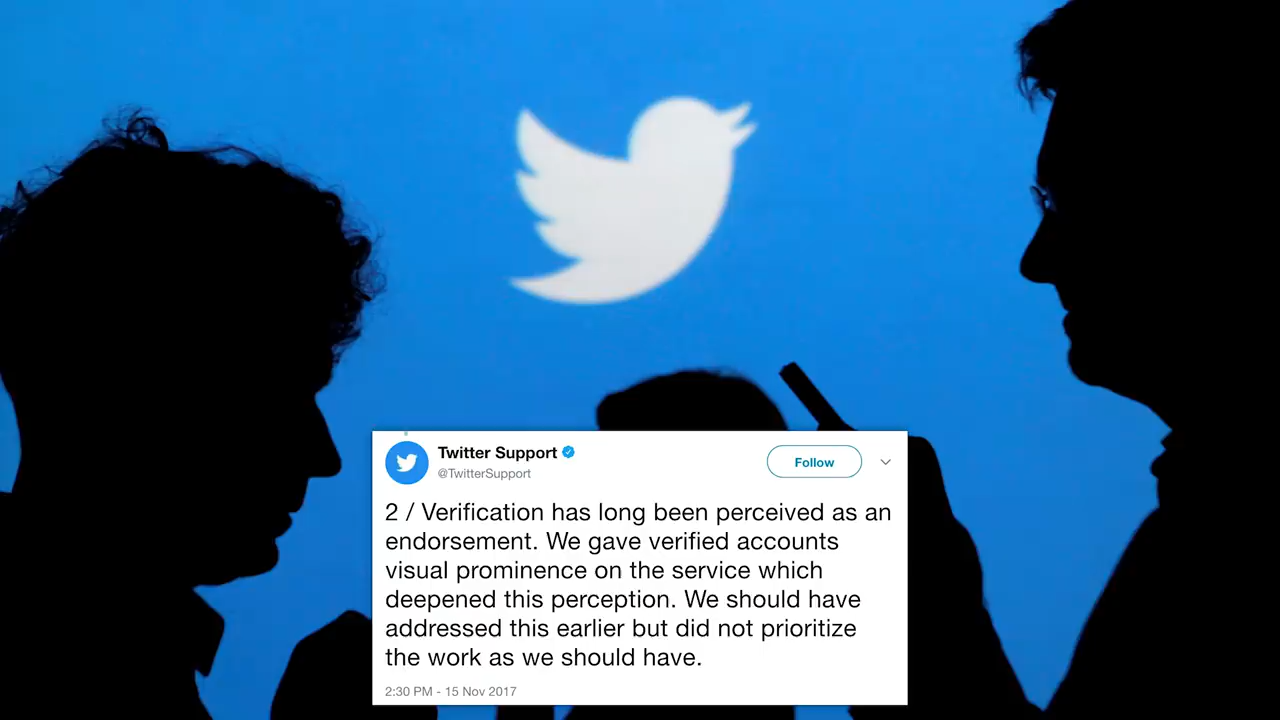 Twitter Support
@TwitterSupport
Follow
2 / Verification has long been perceived as an
endorsement. We gave verified accounts
visual prominence on the service which
deepened this perception. We should have
addressed this earlier but did not prioritize
the work as we should have.
2:30 PM - 15 Nov 2017